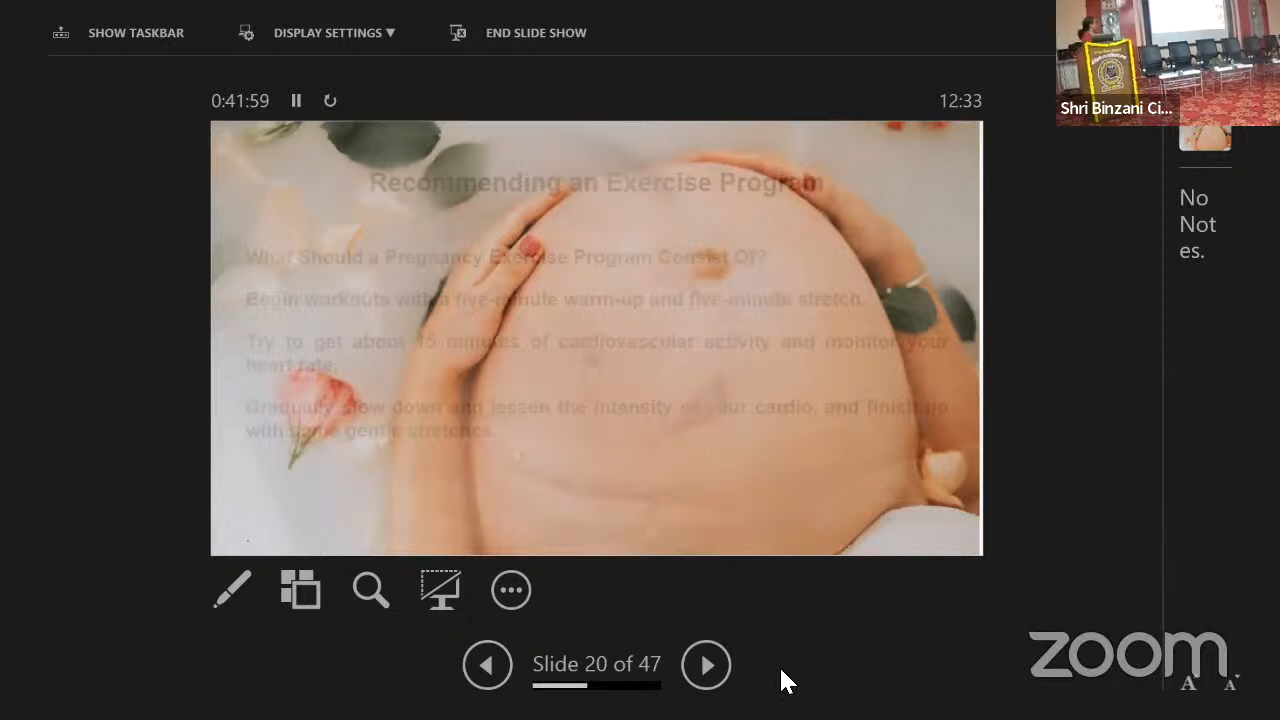 SHOW TASKBAR
DISPLAY SETTINGS ▼
END SLIDE SHOW
Shri Binzani Ci...
0:41:59
12:33
Recommending an Exercise Program
What Should a Pregnancy Exercise Program Consist Of?
Begin workouts with a five-minute warm-up and five-minute stretch.
Try to get about 15 minutes of cardiovascular activity and monitor your
heart rate.
Gradually slow down and lessen the intensity of your cardio, and finish up
with some gentle stretches.
No
Not
es.
Slide 20 of 47
zoom
A A